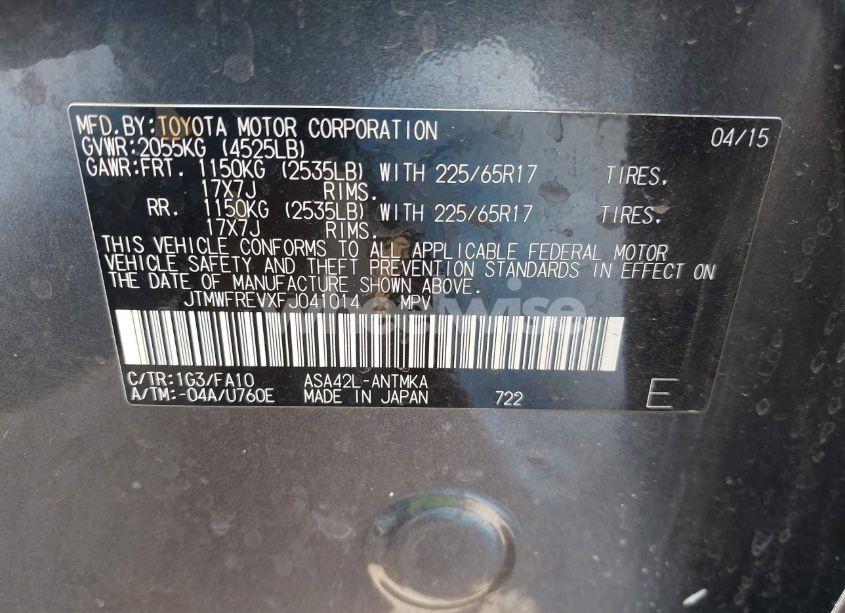 MFD.BY:TOYOTA MOTOR CORPORATION 04/15
GVWR:2055KG (4525LB)
GAWR:FRT. 1150KG (2535LB) WITH 225/65R17 TIRES.
17X7J RIMS.
RR. 1150KG (2535LB) WITH 225/65R17 TIRES.
17X7J RIMS.
THIS VEHICLE CONFORMS TO ALL APPLICABLE FEDERAL MOTOR
VEHICLE SAFETY AND THEFT PREVENTION STANDARDS IN EFFECT ON
THE DATE OF MANUFACTURE SHOWN ABOVE.
JTMWFREVXFJ041014 MPV
C/TR:1G3/FA10 ASA42L-ANTMKA
A/TM:-04A/U760E MADE IN JAPAN 722 E